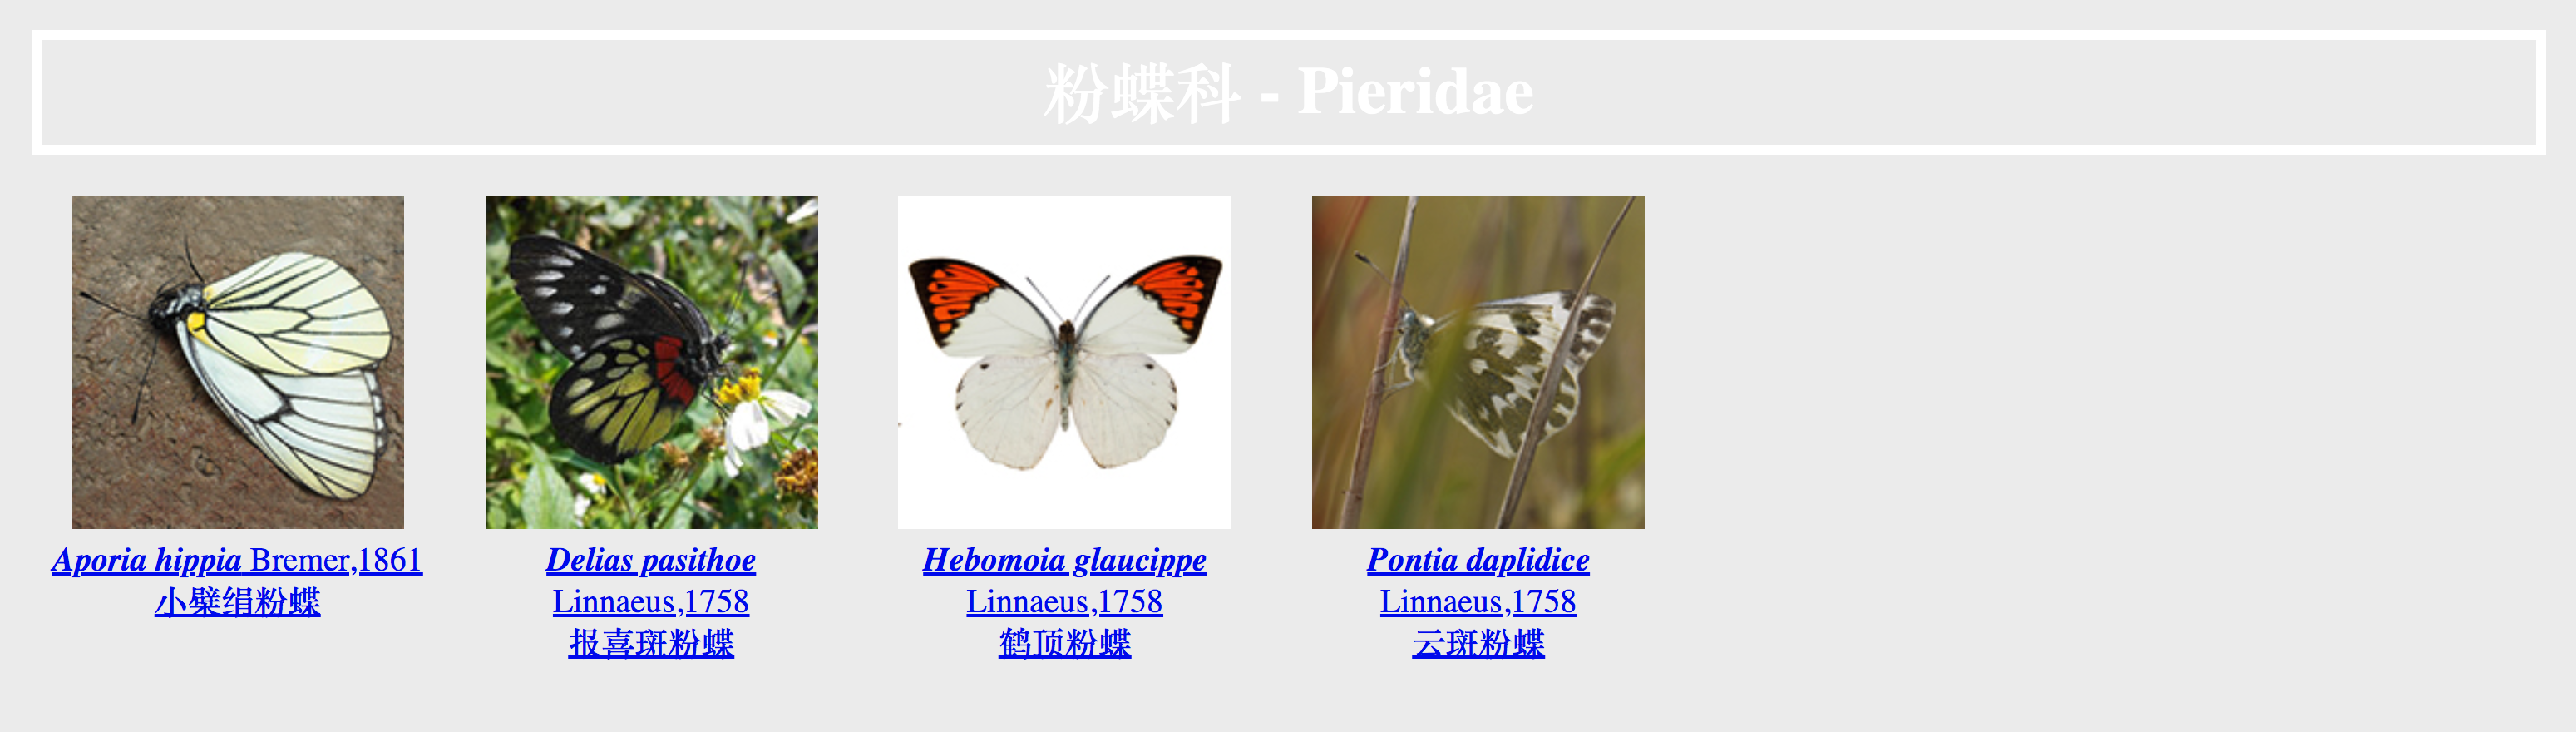 粉蝶科 - Pieridae
Aporia hippia Bremer,1861
小檗绢粉蝶
Delias pasithoe
Linnaeus,1758
报喜斑粉蝶
Hebomoia glaucippe
Linnaeus,1758
鹤顶粉蝶
Pontia daplidice
Linnaeus,1758
云斑粉蝶